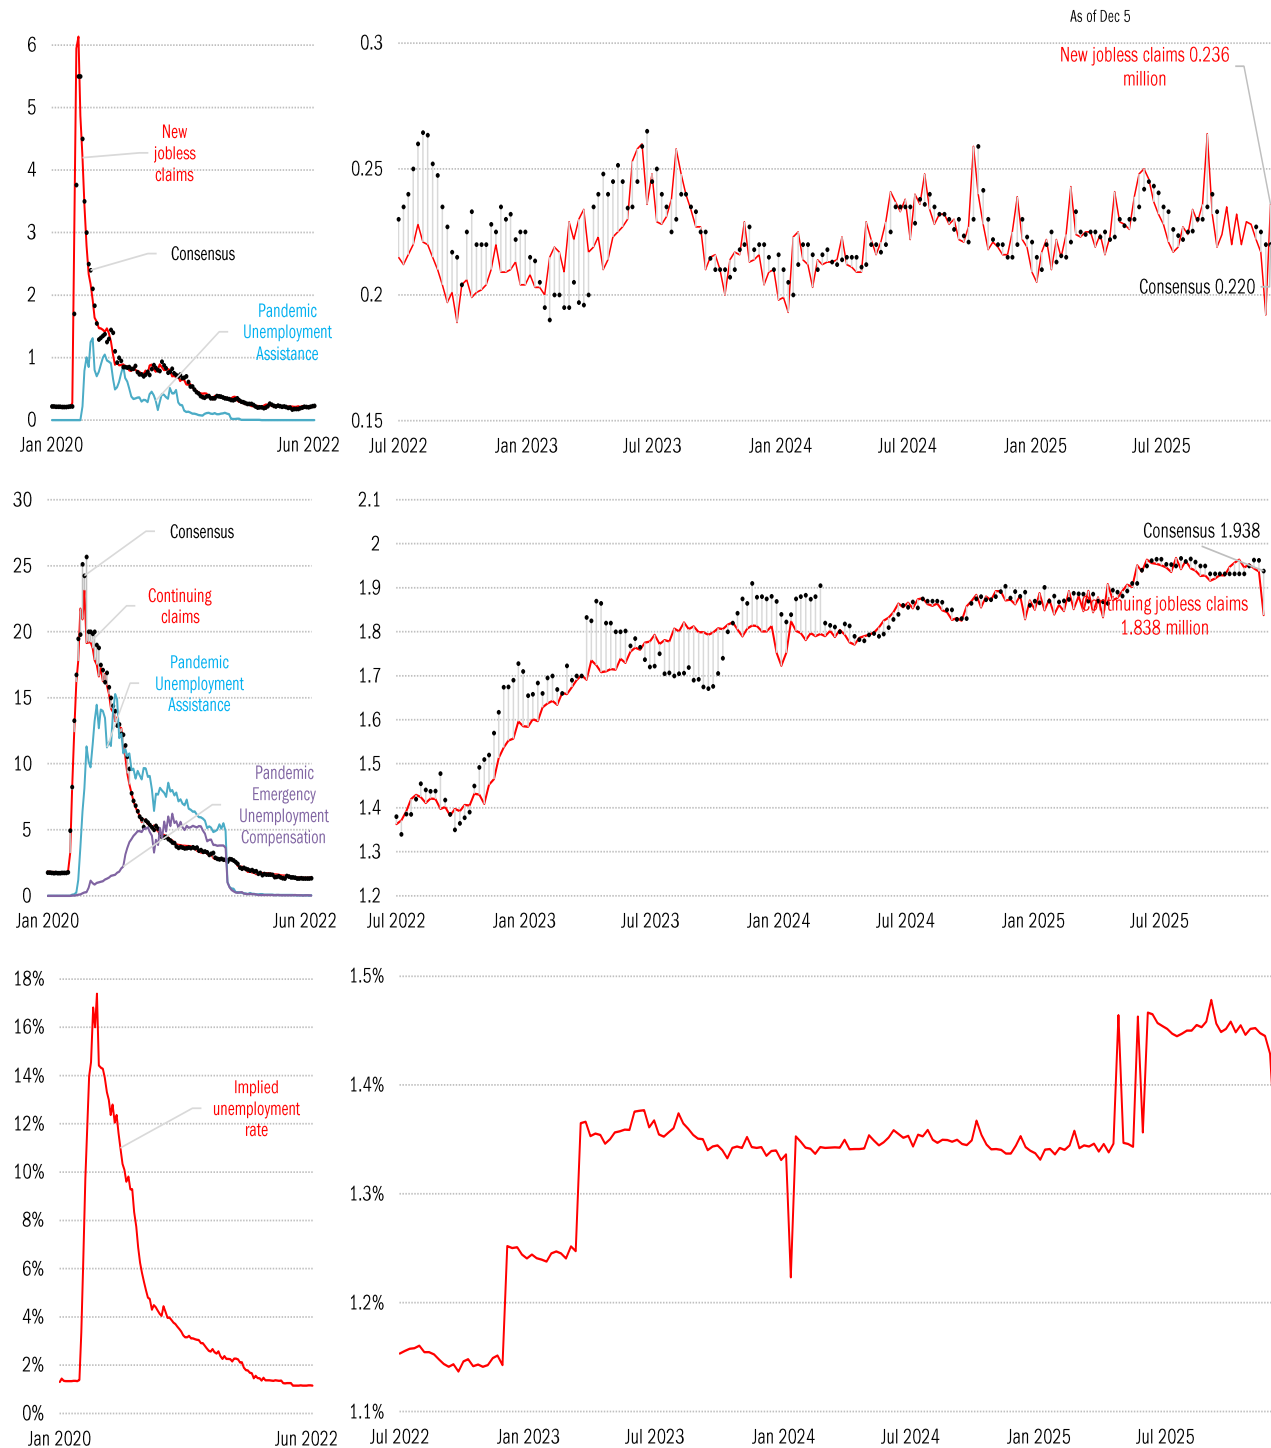 As of Dec 5
6
5
4
3
2
1
0
Jan 2020
Jun 2022
New
jobless
claims
Consensus
Pandemic
Unemployment
Assistance
0.3
0.25
0.2
0.15
Jul 2022
Jan 2023
Jul 2023
Jan 2024
Jul 2024
Jan 2025
Jul 2025
New jobless claims 0.236
million
Consensus 0.220
30
25
20
15
10
5
0
Jan 2020
Jun 2022
Consensus
Continuing
claims
Pandemic
Unemployment
Assistance
Pandemic
Emergency
Unemployment
Compensation
2.1
2
1.9
1.8
1.7
1.6
1.5
1.4
1.3
1.2
Jul 2022
Jan 2023
Jul 2023
Jan 2024
Jul 2024
Jan 2025
Jul 2025
Consensus 1.938
Continuing jobless claims
1.838 million
18%
16%
14%
12%
10%
8%
6%
4%
2%
0%
Jan 2020
Jun 2022
Implied
unemployment
rate
1.5%
1.4%
1.3%
1.2%
1.1%
Jul 2022
Jan 2023
Jul 2023
Jan 2024
Jul 2024
Jan 2025
Jul 2025